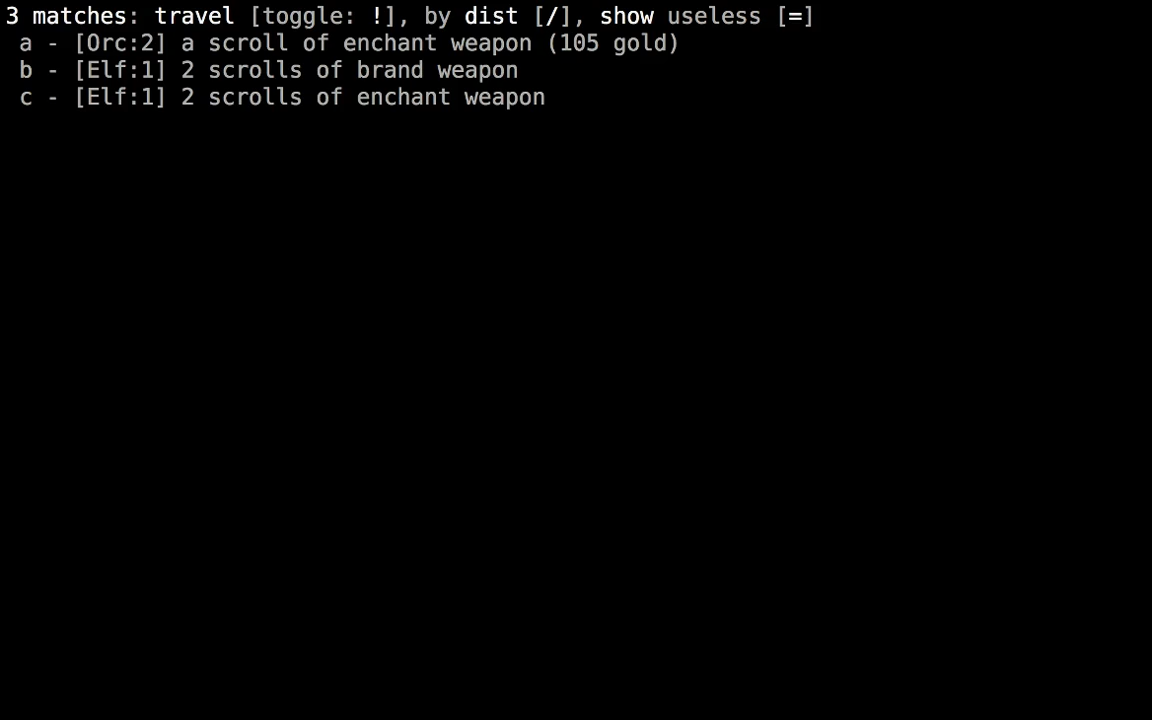 3 matches: travel [toggle: !], by dist [/], show useless [=]
a - [Orc:2] a scroll of enchant weapon (105 gold)
b - [Elf:1] 2 scrolls of brand weapon
c - [Elf:1] 2 scrolls of enchant weapon